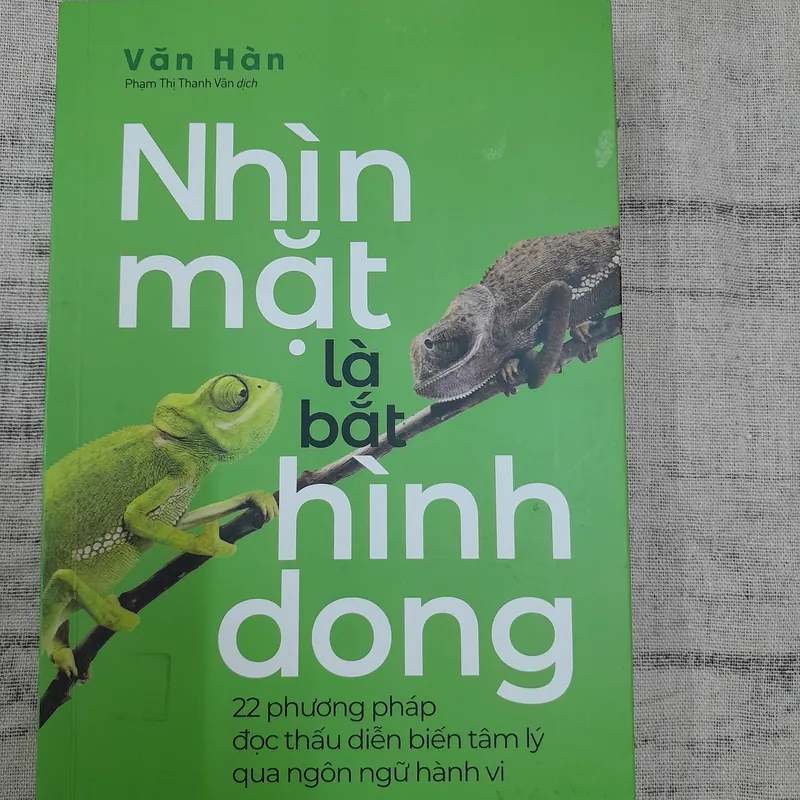 Văn Hàn
Phạm Thị Thanh Vân dịch
Nhìn
mặt
là
bắt
hình
dong
22 phương pháp
đọc thấu diễn biến tâm lý
qua ngôn ngữ hành vi